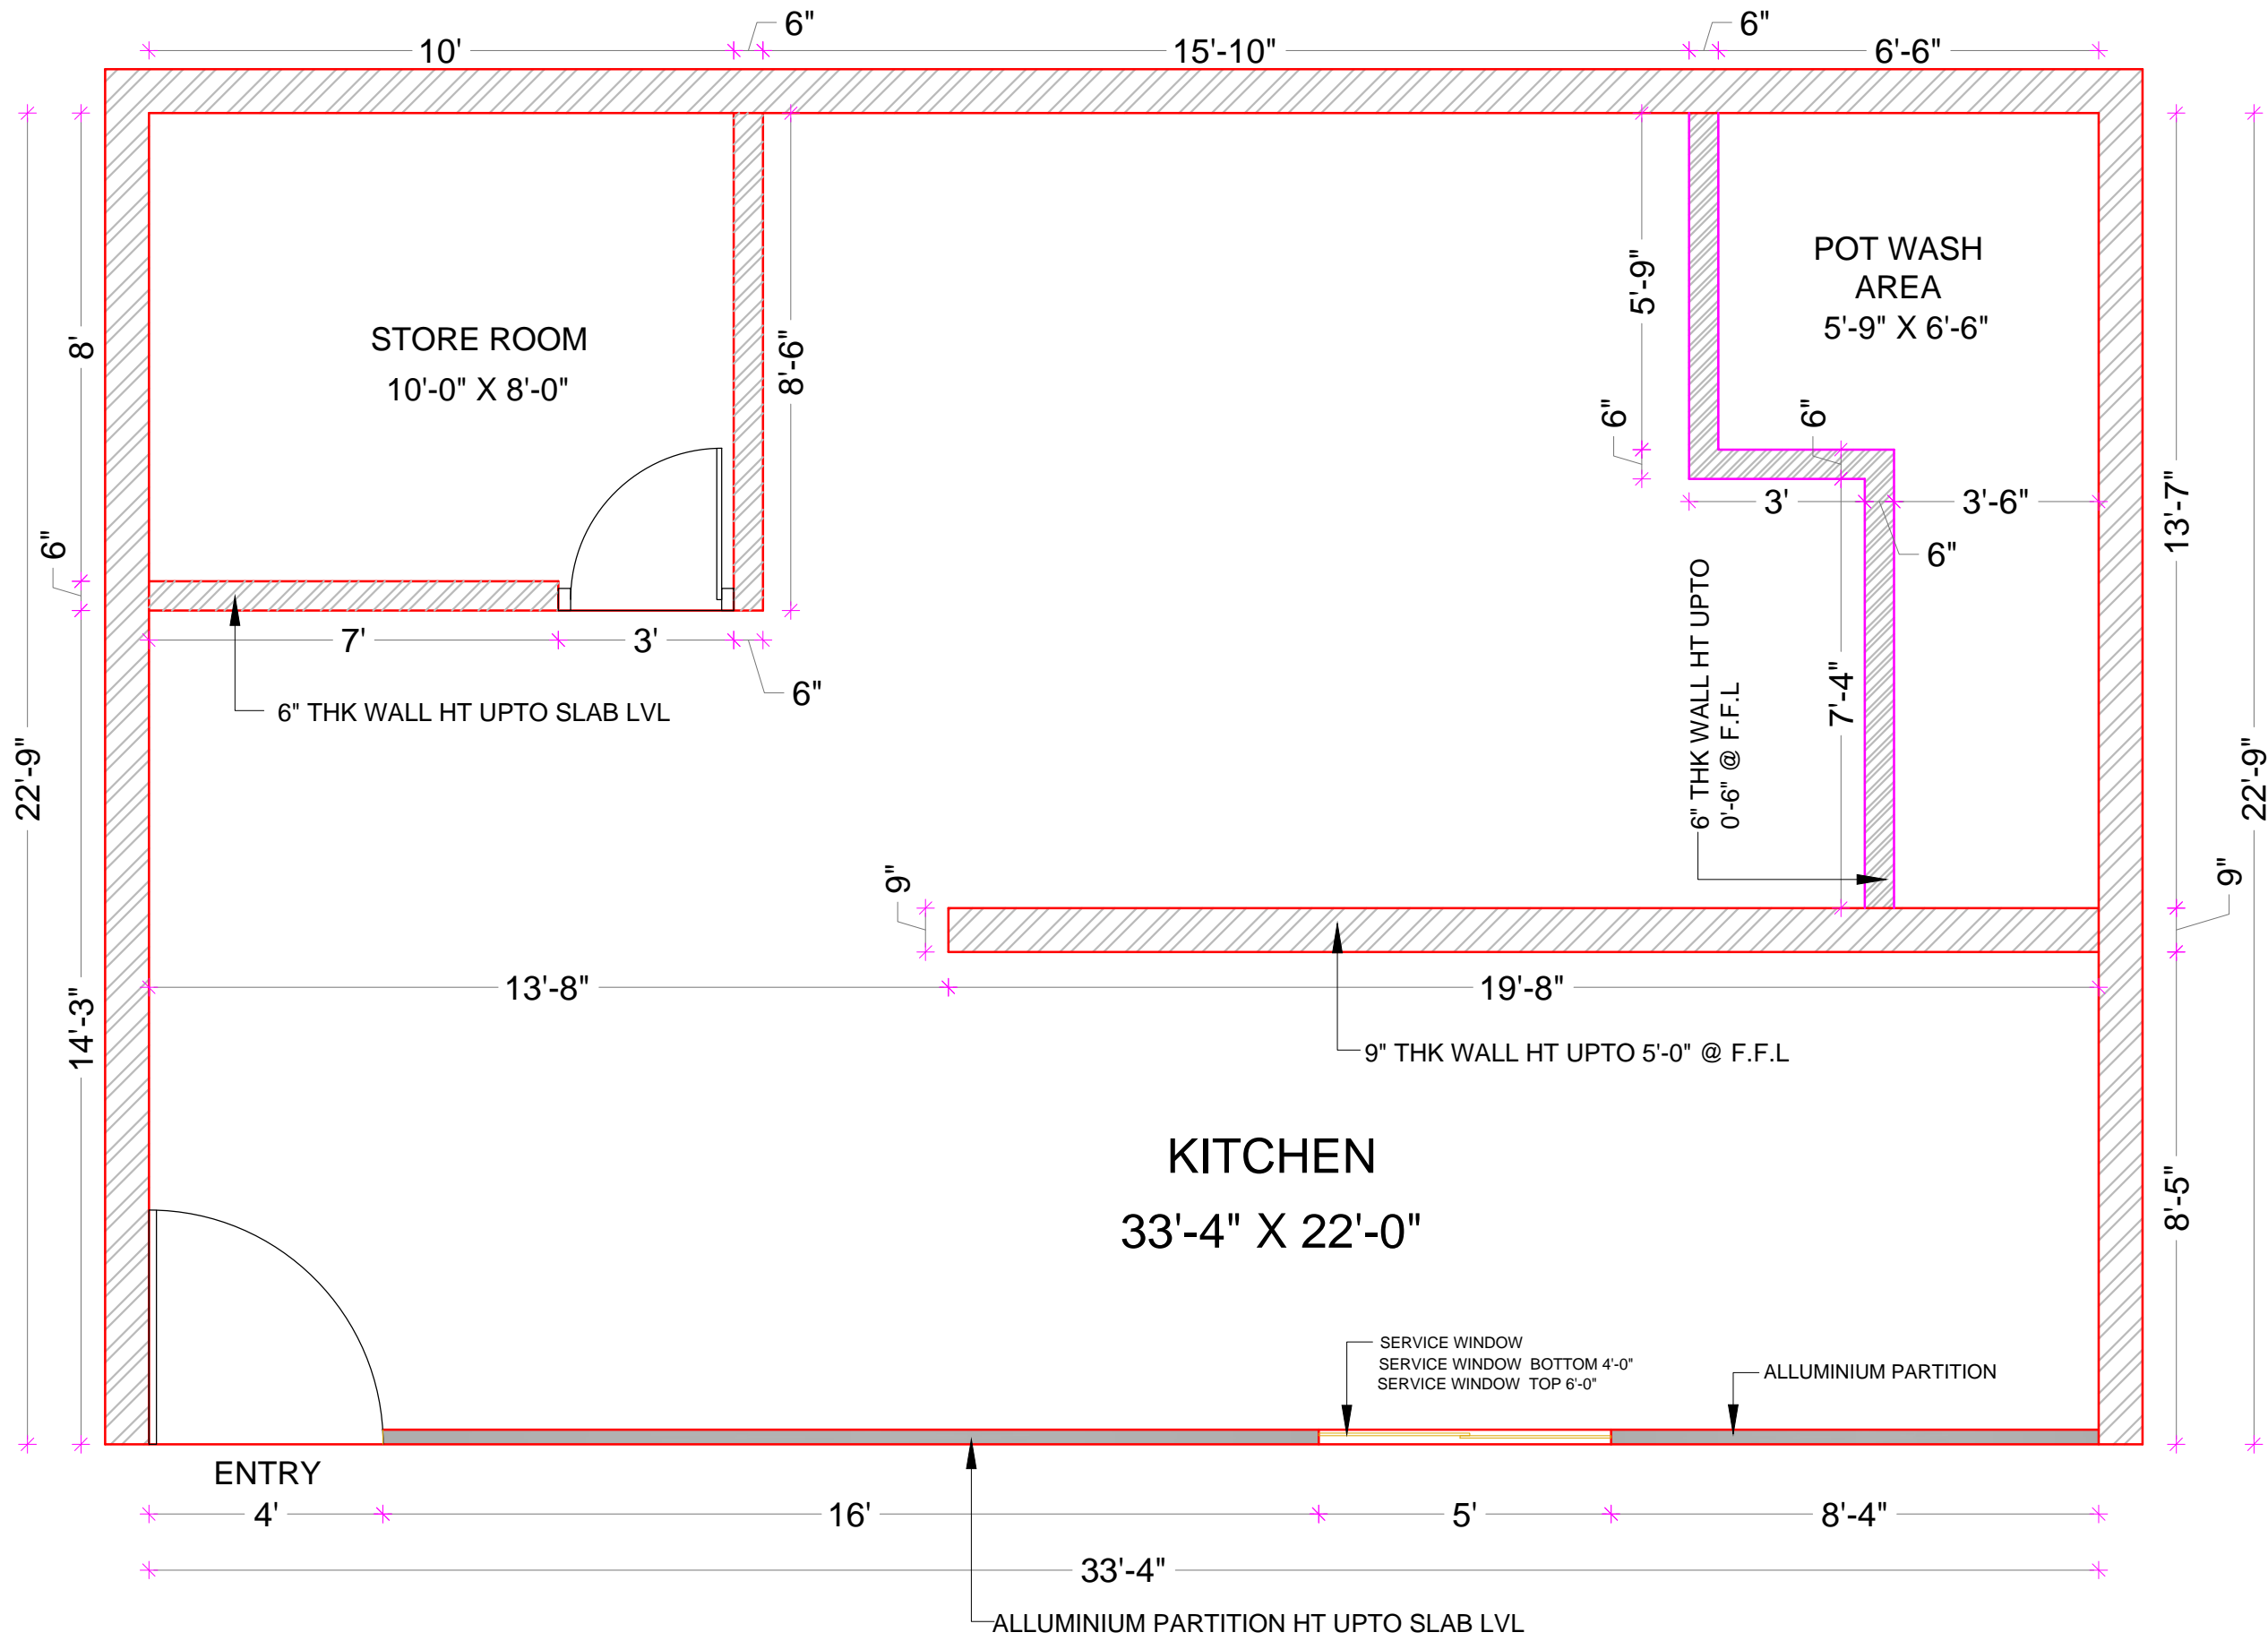 6"
6"
10'
15'-10"
6'-6"
POT WASH
AREA
5'-9" X 6'-6"
5'-9"
STORE ROOM
10'-0" X 8'-0"
8'
8'-6"
6"
6"
3'
3'-6"
13'-7"
6"
6"
7'
3'
6"
6" THK WALL HT UPTO SLAB LVL
6" THK WALL HT UPTO
0'-6" @ F.F.L
7'-4"
22'-9"
22'-9"
9"
9"
13'-8"
19'-8"
14'-3"
9" THK WALL HT UPTO 5'-0" @ F.F.L
KITCHEN
33'-4" X 22'-0"
8'-5"
SERVICE WINDOW
SERVICE WINDOW BOTTOM 4'-0"
SERVICE WINDOW TOP 6'-0"
ALLUMINIUM PARTITION
ENTRY
4'
16'
5'
8'-4"
33'-4"
ALLUMINIUM PARTITION HT UPTO SLAB LVL